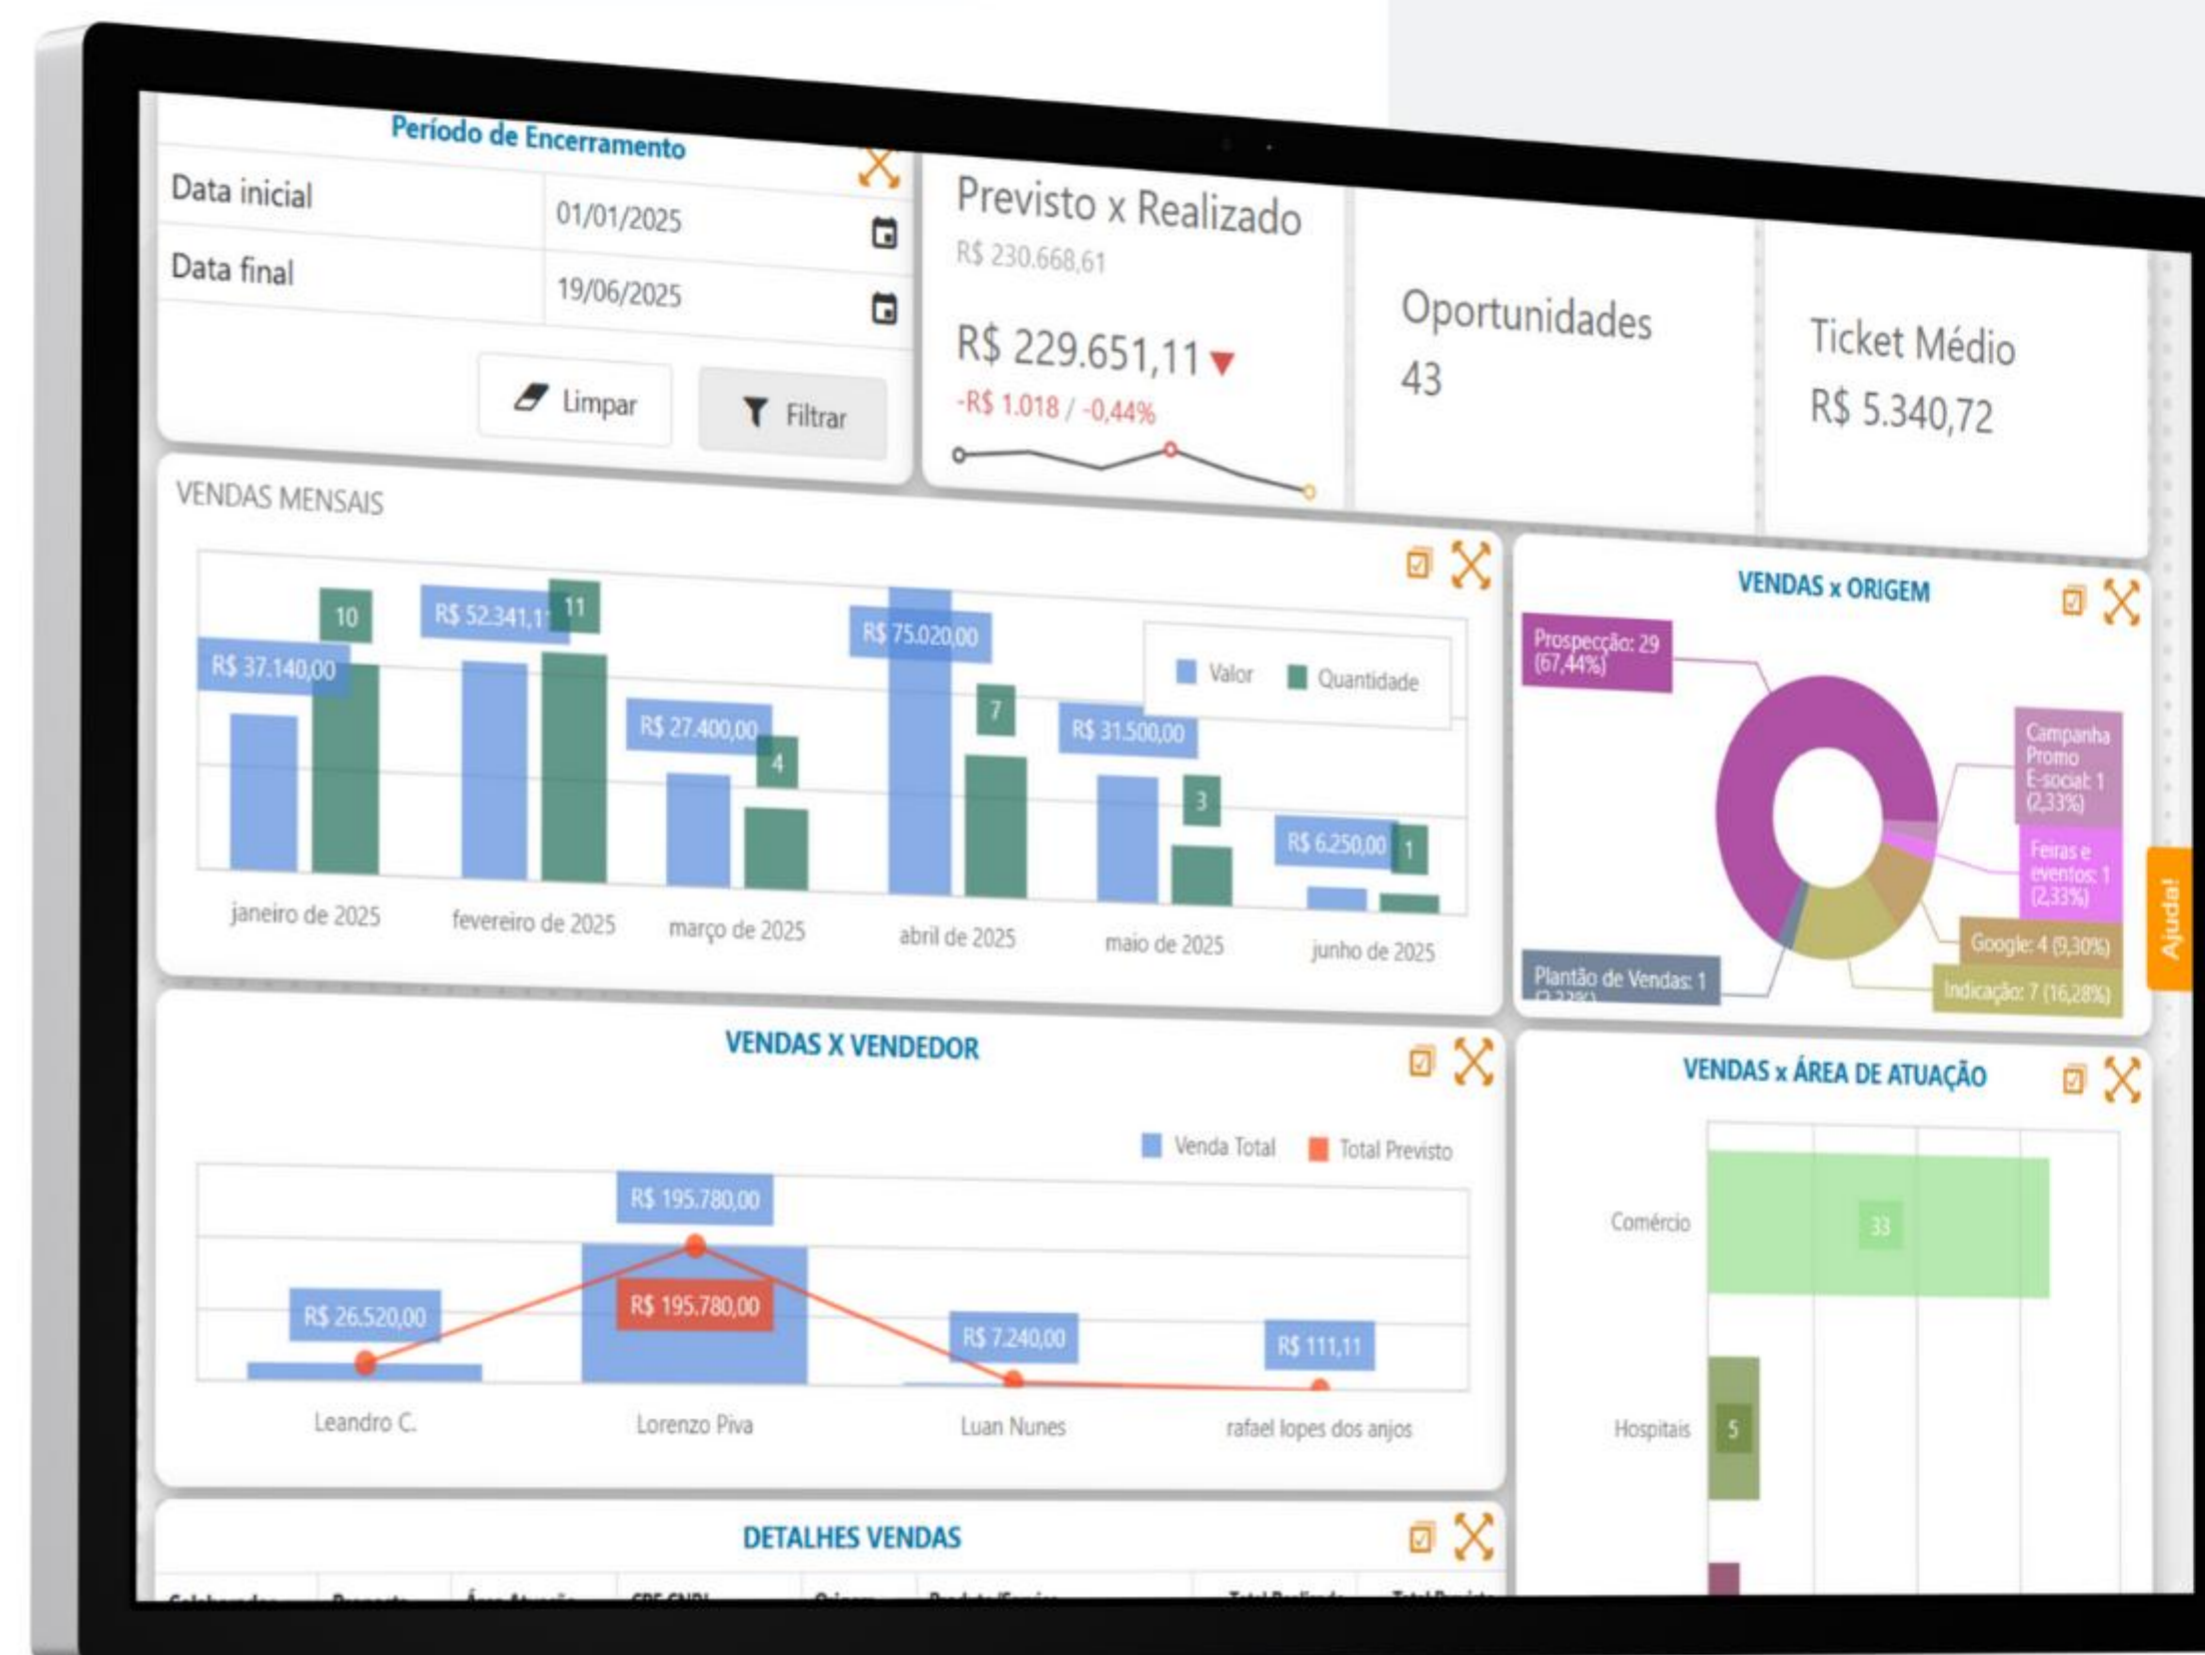 Período de Encerramento
Data inicial
01/01/2025
Data final
19/06/2025
Limpar
Filtrar
Previsto x Realizado
R$ 230.668,61
R$ 229.651,11
-R$ 1.018 / -0,44%
Oportunidades
43
Ticket Médio
R$ 5.340,72
VENDAS MENSAIS
Valor
Quantidade
R$ 37.140,00
10
R$ 52.341,1
11
R$ 27.400,00
4
R$ 75.020,00
7
R$ 31.500,00
3
R$ 6.250,00
1
janeiro de 2025
fevereiro de 2025
março de 2025
abril de 2025
maio de 2025
junho de 2025
VENDAS x ORIGEM
Prospecção: 29
(67,44%)
Campanha
Promo
E-social: 1
(2,33%)
Feiras e
eventos: 1
(2,33%)
Google: 4 (9,30%)
Indicação: 7 (16,28%)
Plantão de Vendas: 1
Ajuda!
VENDAS X VENDEDOR
Venda Total
Total Previsto
R$ 26.520,00
R$ 195.780,00
R$ 195.780,00
R$ 7.240,00
R$ 111,11
Leandro C.
Lorenzo Piva
Luan Nunes
rafael lopes dos anjos
VENDAS x ÁREA DE ATUAÇÃO
Comércio
33
Hospitais
5
DETALHES VENDAS